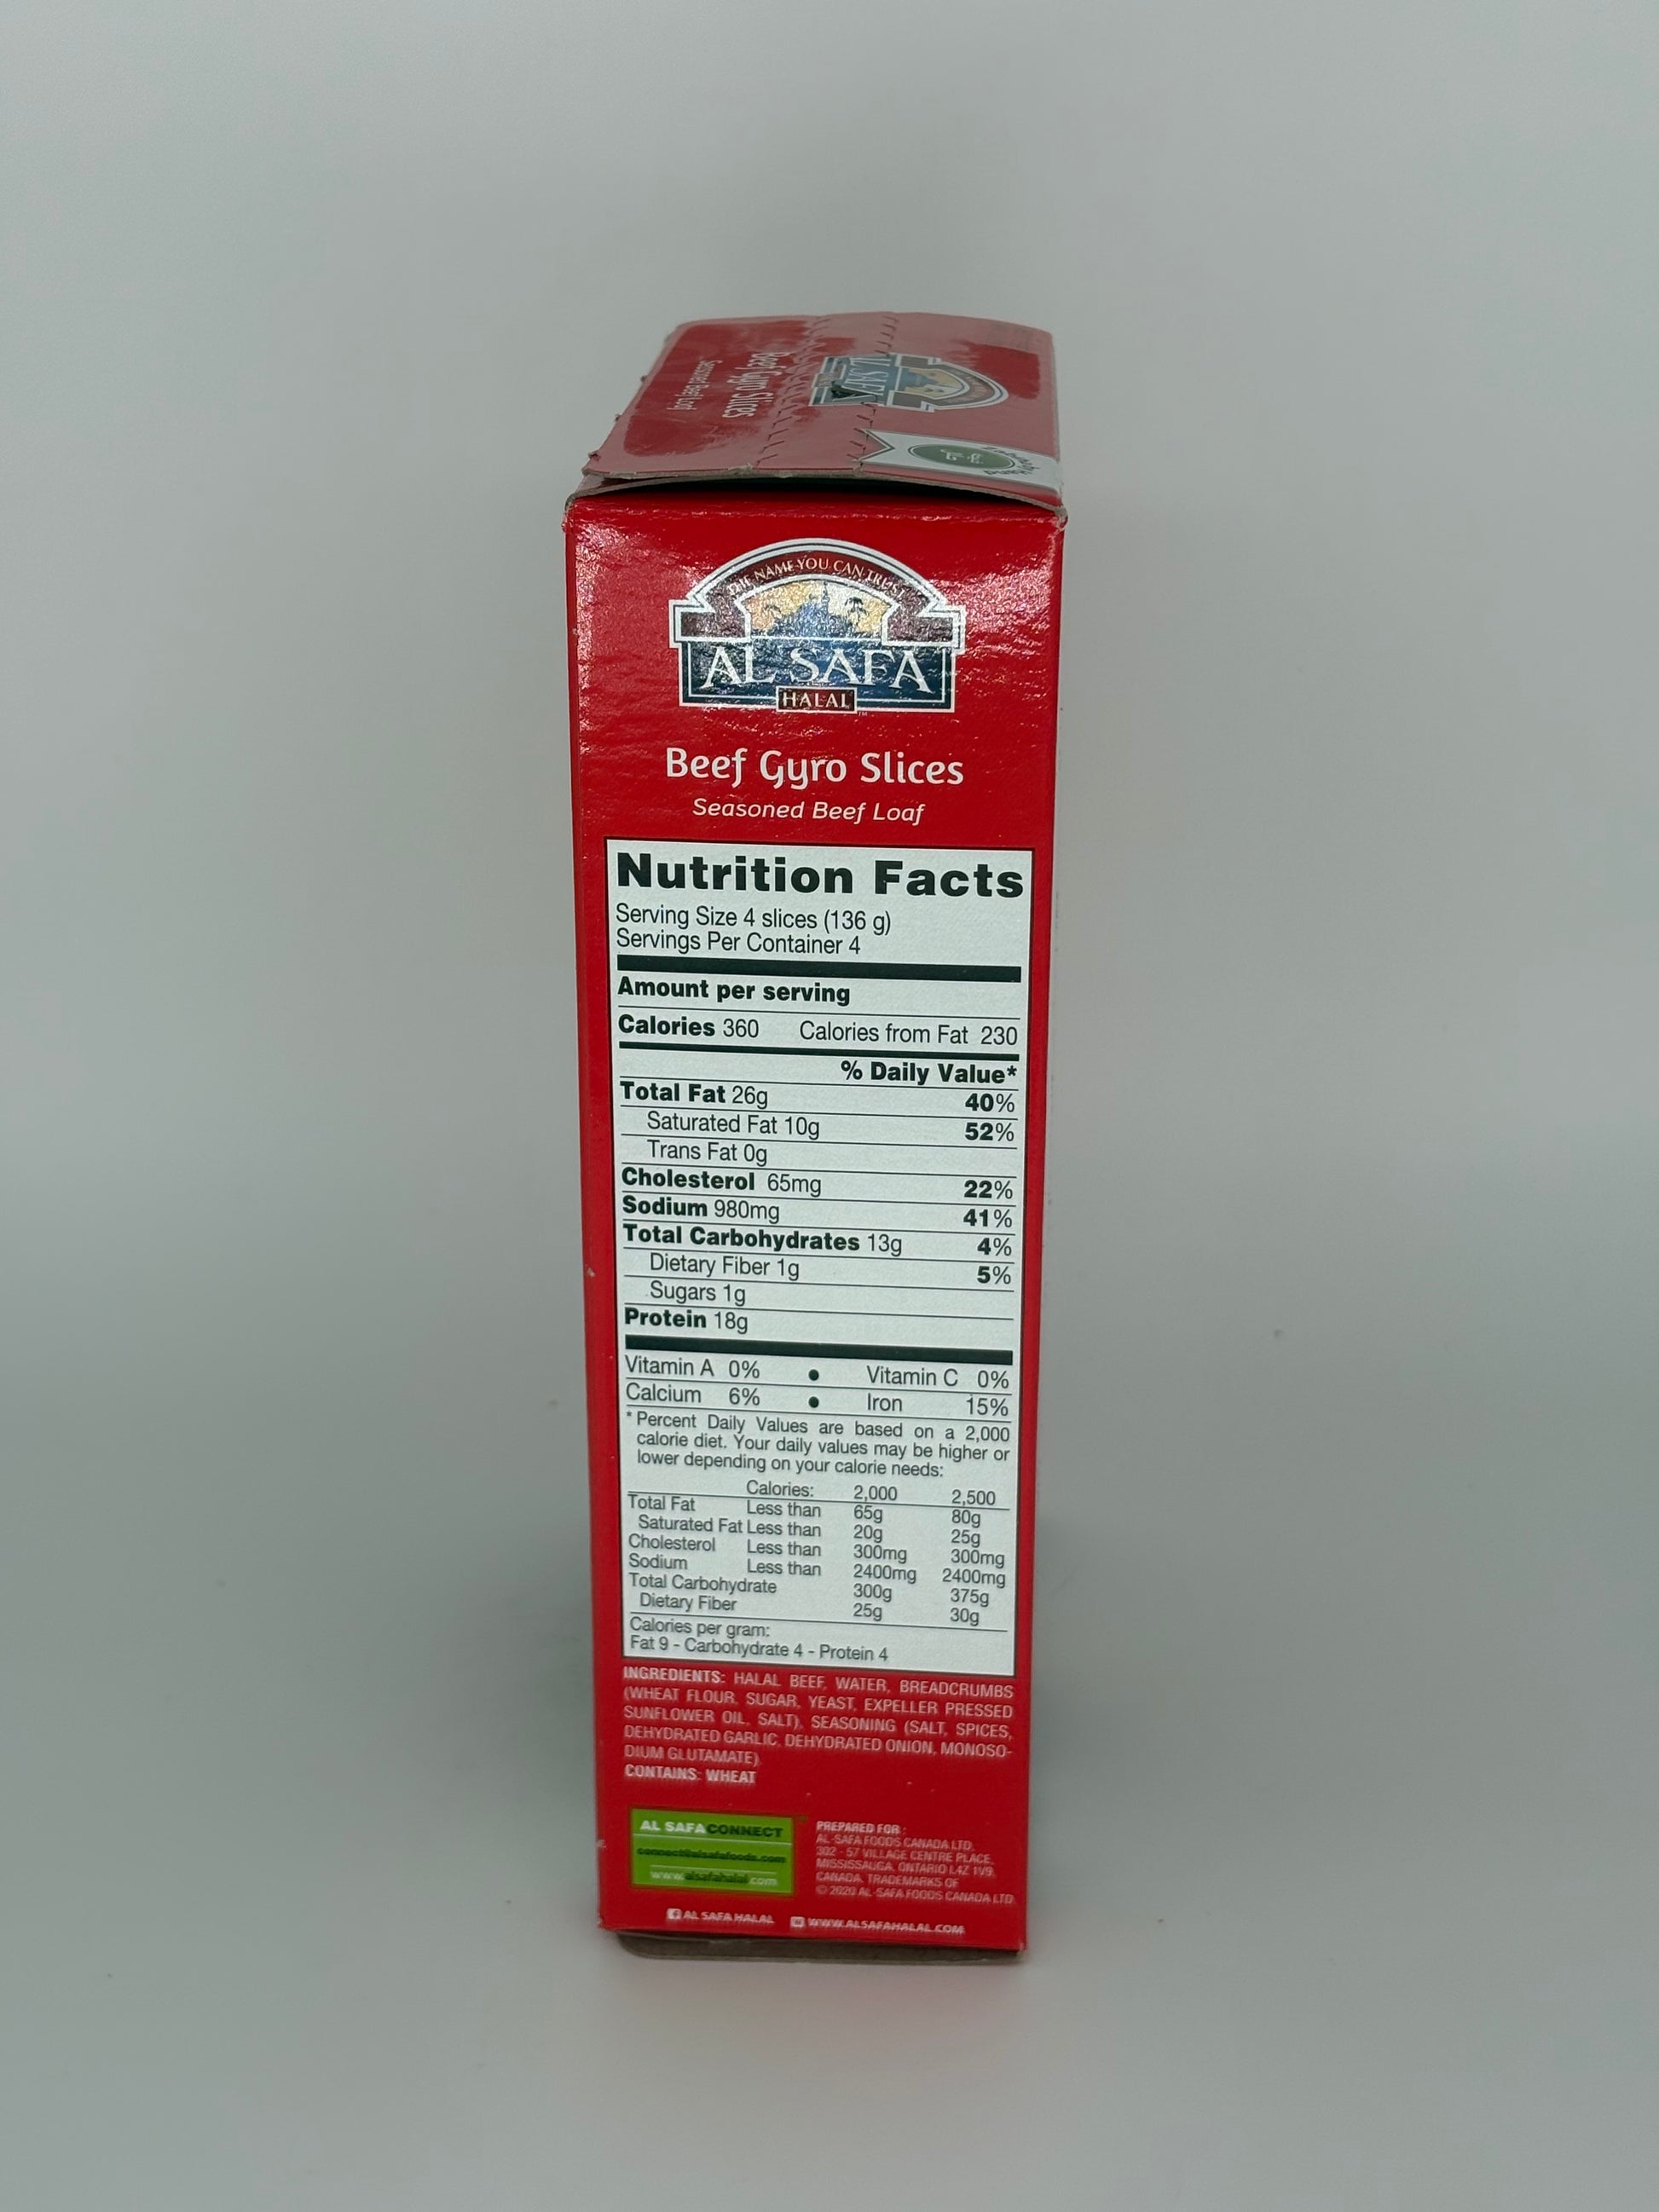 Beef Gyro Slices
Seasoned Beef Loaf
AL SAFA
THE NAME YOU CAN TRUST
AL SAFA
HALAL
TM
Beef Gyro Slices
Seasoned Beef Loaf
Nutrition Facts
Serving Size 4 slices (136 g)
Servings Per Container 4
Amount per serving
Calories 360 Calories from Fat 230
% Daily Value*
Total Fat 26g 40%
Saturated Fat 10g 52%
Trans Fat 0g
Cholesterol 65mg 22%
Sodium 980mg 41%
Total Carbohydrates 13g 4%
Dietary Fiber 1g 5%
Sugars 1g
Protein 18g
Vitamin A 0% • Vitamin C 0%
Calcium 6% • Iron 15%
* Percent Daily Values are based on a 2,000
calorie diet. Your daily values may be higher or
lower depending on your calorie needs:
Calories: 2,000 2,500
Total Fat Less than 65g 80g
Saturated Fat Less than 20g 25g
Cholesterol Less than 300mg 300mg
Sodium Less than 2400mg 2400mg
Total Carbohydrate 300g 375g
Dietary Fiber 25g 30g
Calories per gram:
Fat 9 - Carbohydrate 4 - Protein 4
INGREDIENTS: HALAL BEEF, WATER, BREADCRUMBS
(WHEAT FLOUR, SUGAR, YEAST, EXPELLER PRESSED
SUNFLOWER OIL, SALT), SEASONING (SALT, SPICES,
DEHYDRATED GARLIC, DEHYDRATED ONION, MONOSO-
DIUM GLUTAMATE)
CONTAINS: WHEAT
AL SAFACONNECT
connect@alsafafoods.com
www.alsafahalal.com
PREPARED FOR :
AL-SAFA FOODS CANADA LTD.
302 - 57 VILLAGE CENTRE PLACE,
MISSISSAUGA, ONTARIO L4Z 1V9,
CANADA. TRADEMARKS OF
© 2020 AL-SAFA FOODS CANADA LTD.
AL SAFA HALAL WWW.ALSAFAHALAL.COM